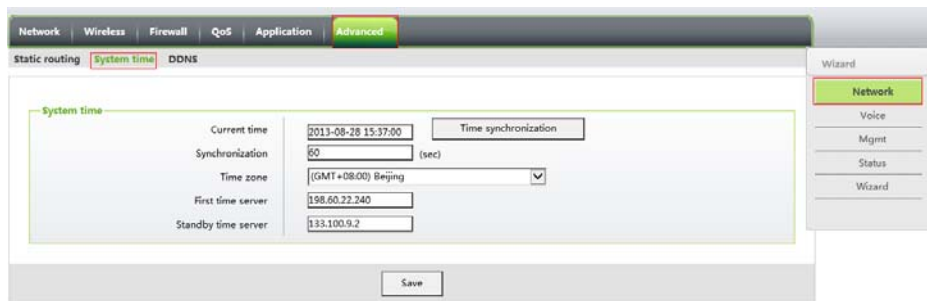 Network Wireless Firewall QoS Application Advanced
Static routing System time DDNS
System time
Current time 2013-08-28 15:37:00 Time synchronization
Synchronization 60 (sec)
Time zone (GMT+08:00) Beijing
First time server 198.60.22.240
Standby time server 133.100.9.2
Save
Wizard
Network
Voice
Mgmt
Status
Wizard